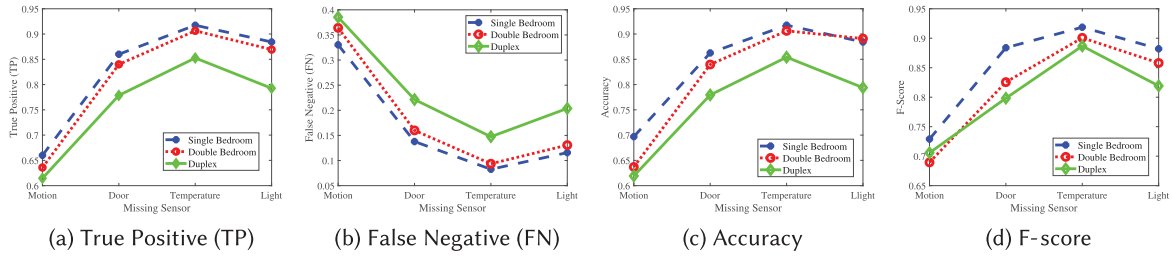 0.95
0.9
0.85
0.8
0.75
0.7
0.65
0.6
True Positive (TP)
Single Bedroom
Double Bedroom
Duplex
Motion Door Temperature Light
Missing Sensor
(a) True Positive (TP)
0.4
0.35
0.3
0.25
0.2
0.15
0.1
0.05
False Negative (FN)
Single Bedroom
Double Bedroom
Duplex
Motion Door Temperature Light
Missing Sensor
(b) False Negative (FN)
0.95
0.9
0.85
0.8
0.75
0.7
0.65
0.6
Accuracy
Single Bedroom
Double Bedroom
Duplex
Motion Door Temperature Light
Missing Sensor
(c) Accuracy
0.95
0.9
0.85
0.8
0.75
0.7
0.65
F-Score
Single Bedroom
Double Bedroom
Duplex
Motion Door Temperature Light
Missing Sensor
(d) F-score